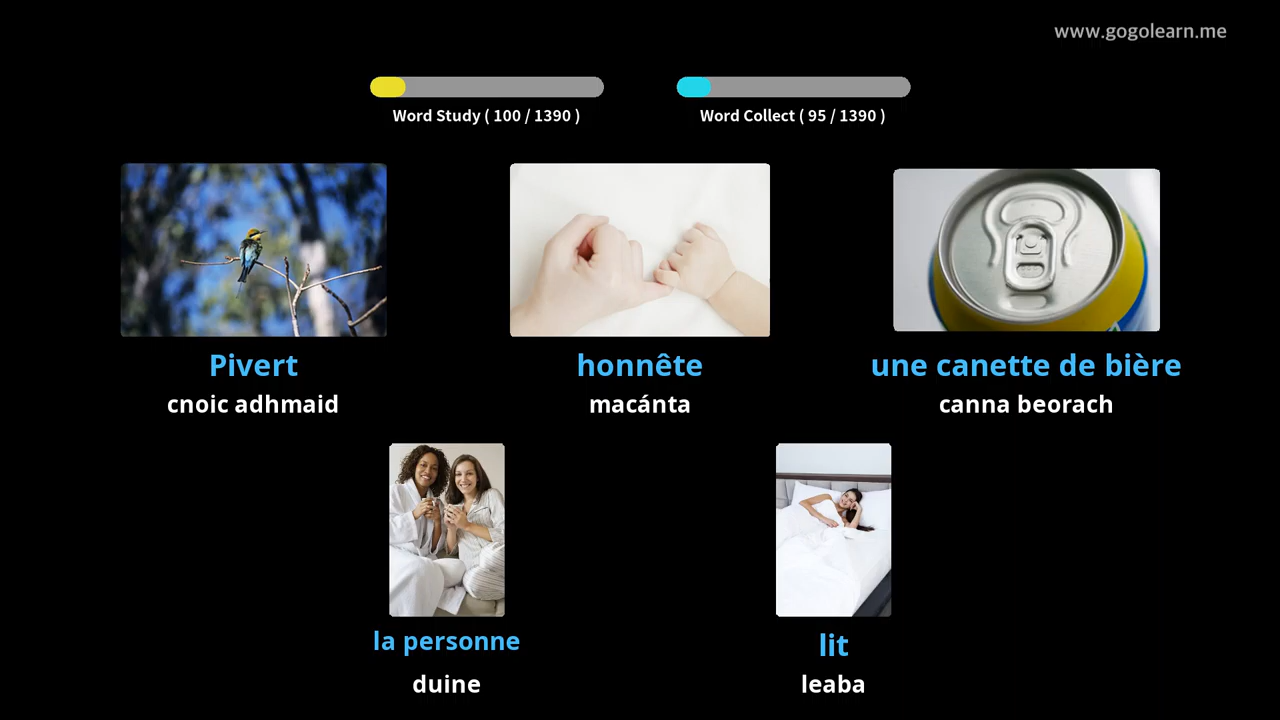 www.gogolearn.me
Word Study ( 100 / 1390 )
Word Collect ( 95 / 1390 )
Pivert
cnoic adhmaid
honnête
macánta
une canette de bière
canna beorach
la personne
duine
lit
leaba